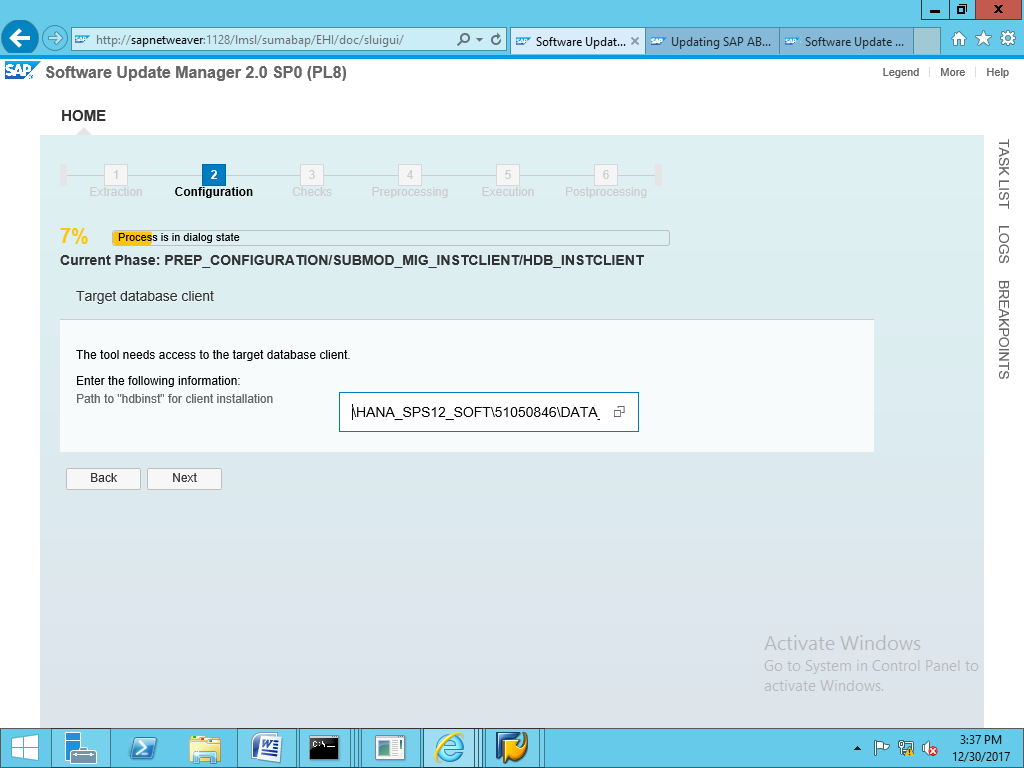 http://sapnetweaver:1128/lmsl/sumabap/EHI/doc/sluigui/
Software Updat...
Updating SAP AB...
Software Update ...
SAP Software Update Manager 2.0 SP0 (PL8)
Legend
More
Help
HOME
1
2
3
4
5
6
Extraction
Configuration
Checks
Preprocessing
Execution
Postprocessing
7%
Process is in dialog state
Current Phase: PREP_CONFIGURATION/SUBMOD_MIG_INSTCLIENT/HDB_INSTCLIENT
Target database client
The tool needs access to the target database client.
Enter the following information:
Path to "hdbinst" for client installation
\HANA_SPS12_SOFT\51050846\DATA_
Back
Next
TASK LIST
LOGS
BREAKPOINTS
Activate Windows
Go to System in Control Panel to
activate Windows.
3:37 PM
12/30/2017